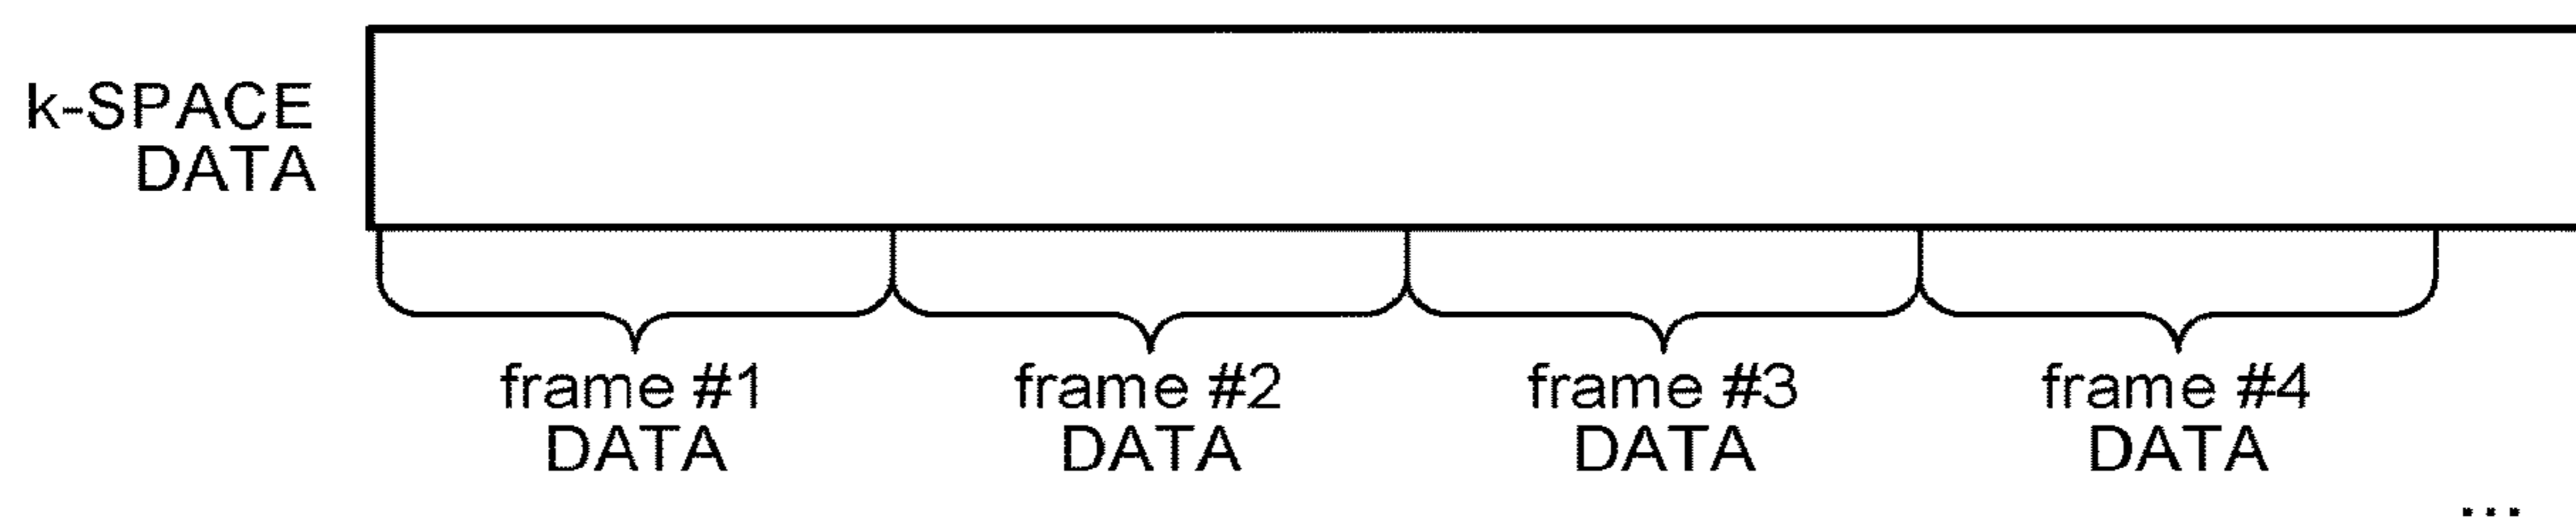 k-SPACE
DATA
frame #1
DATA
frame #2
DATA
frame #3
DATA
frame #4
DATA
...